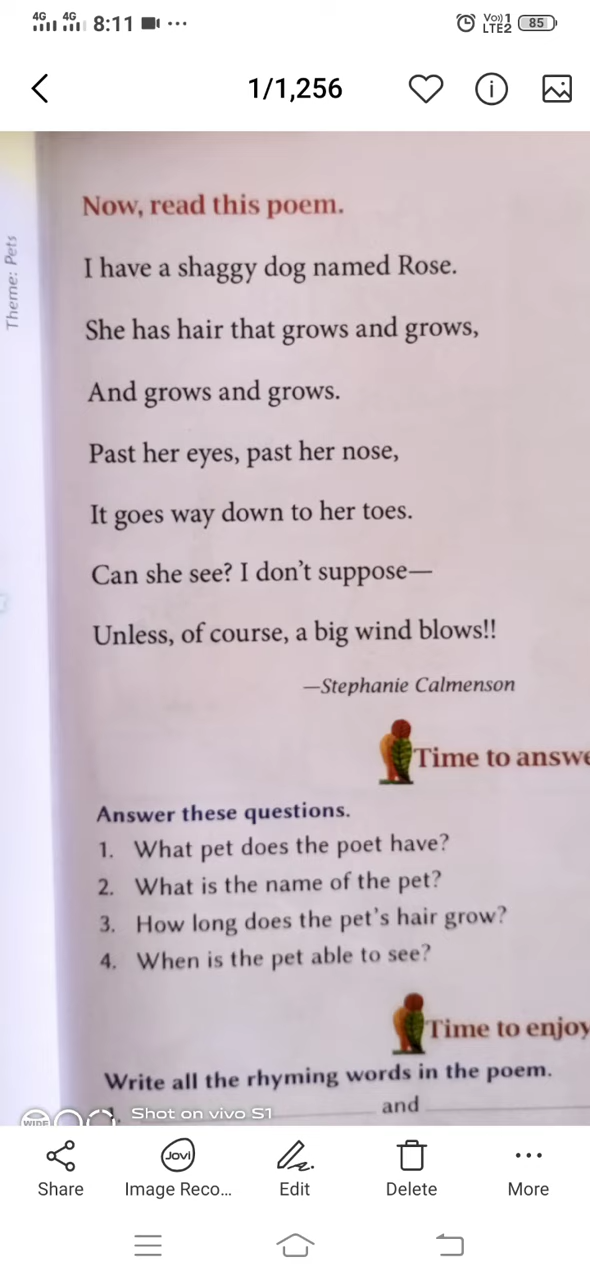 4G 4G 8:11 ... Vo)) 1 LTE2 85
1/1,256
Theme: Pets
Now, read this poem.
I have a shaggy dog named Rose.
She has hair that grows and grows,
And grows and grows.
Past her eyes, past her nose,
It goes way down to her toes.
Can she see? I don't suppose—
Unless, of course, a big wind blows!!
—Stephanie Calmenson
Time to answe
Answer these questions.
1. What pet does the poet have?
2. What is the name of the pet?
3. How long does the pet's hair grow?
4. When is the pet able to see?
Time to enjoy
Write all the rhyming words in the poem.
1. and
WIDE Shot on vivo S1
Share
Jovi
Image Reco...
Edit
Delete
More